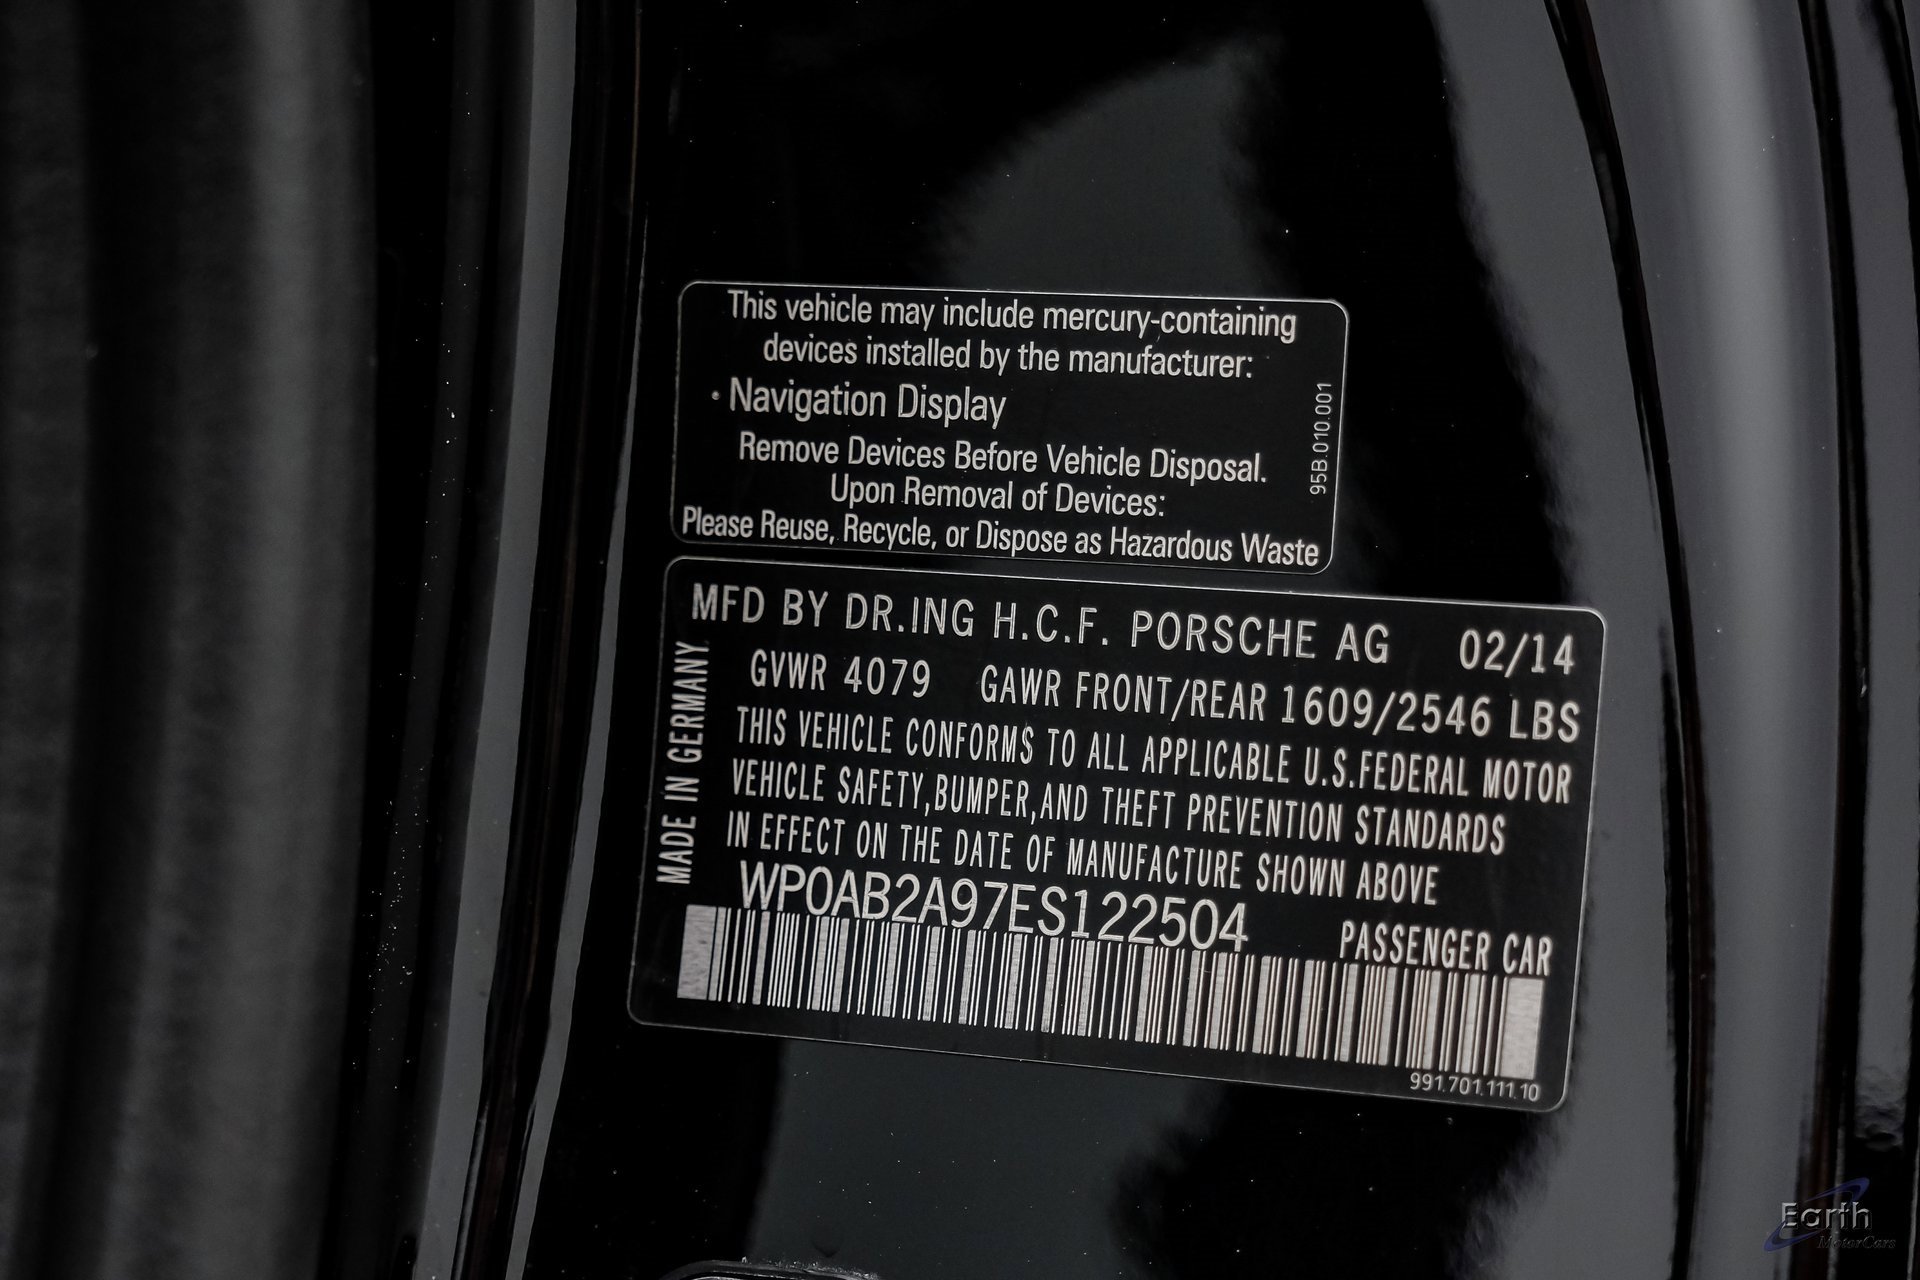 This vehicle may include mercury-containing
devices installed by the manufacturer:
· Navigation Display
Remove Devices Before Vehicle Disposal.
Upon Removal of Devices:
Please Reuse, Recycle, or Dispose as Hazardous Waste
95B.010.001
MFD BY DR.ING H.C.F. PORSCHE AG 02/14
GVWR 4079 GAWR FRONT/REAR 1609/2546 LBS
THIS VEHICLE CONFORMS TO ALL APPLICABLE U.S.FEDERAL MOTOR
VEHICLE SAFETY,BUMPER,AND THEFT PREVENTION STANDARDS
IN EFFECT ON THE DATE OF MANUFACTURE SHOWN ABOVE
WP0AB2A97ES122504
PASSENGER CAR
MADE IN GERMANY
991.701.111.10
Earth
MotorCars